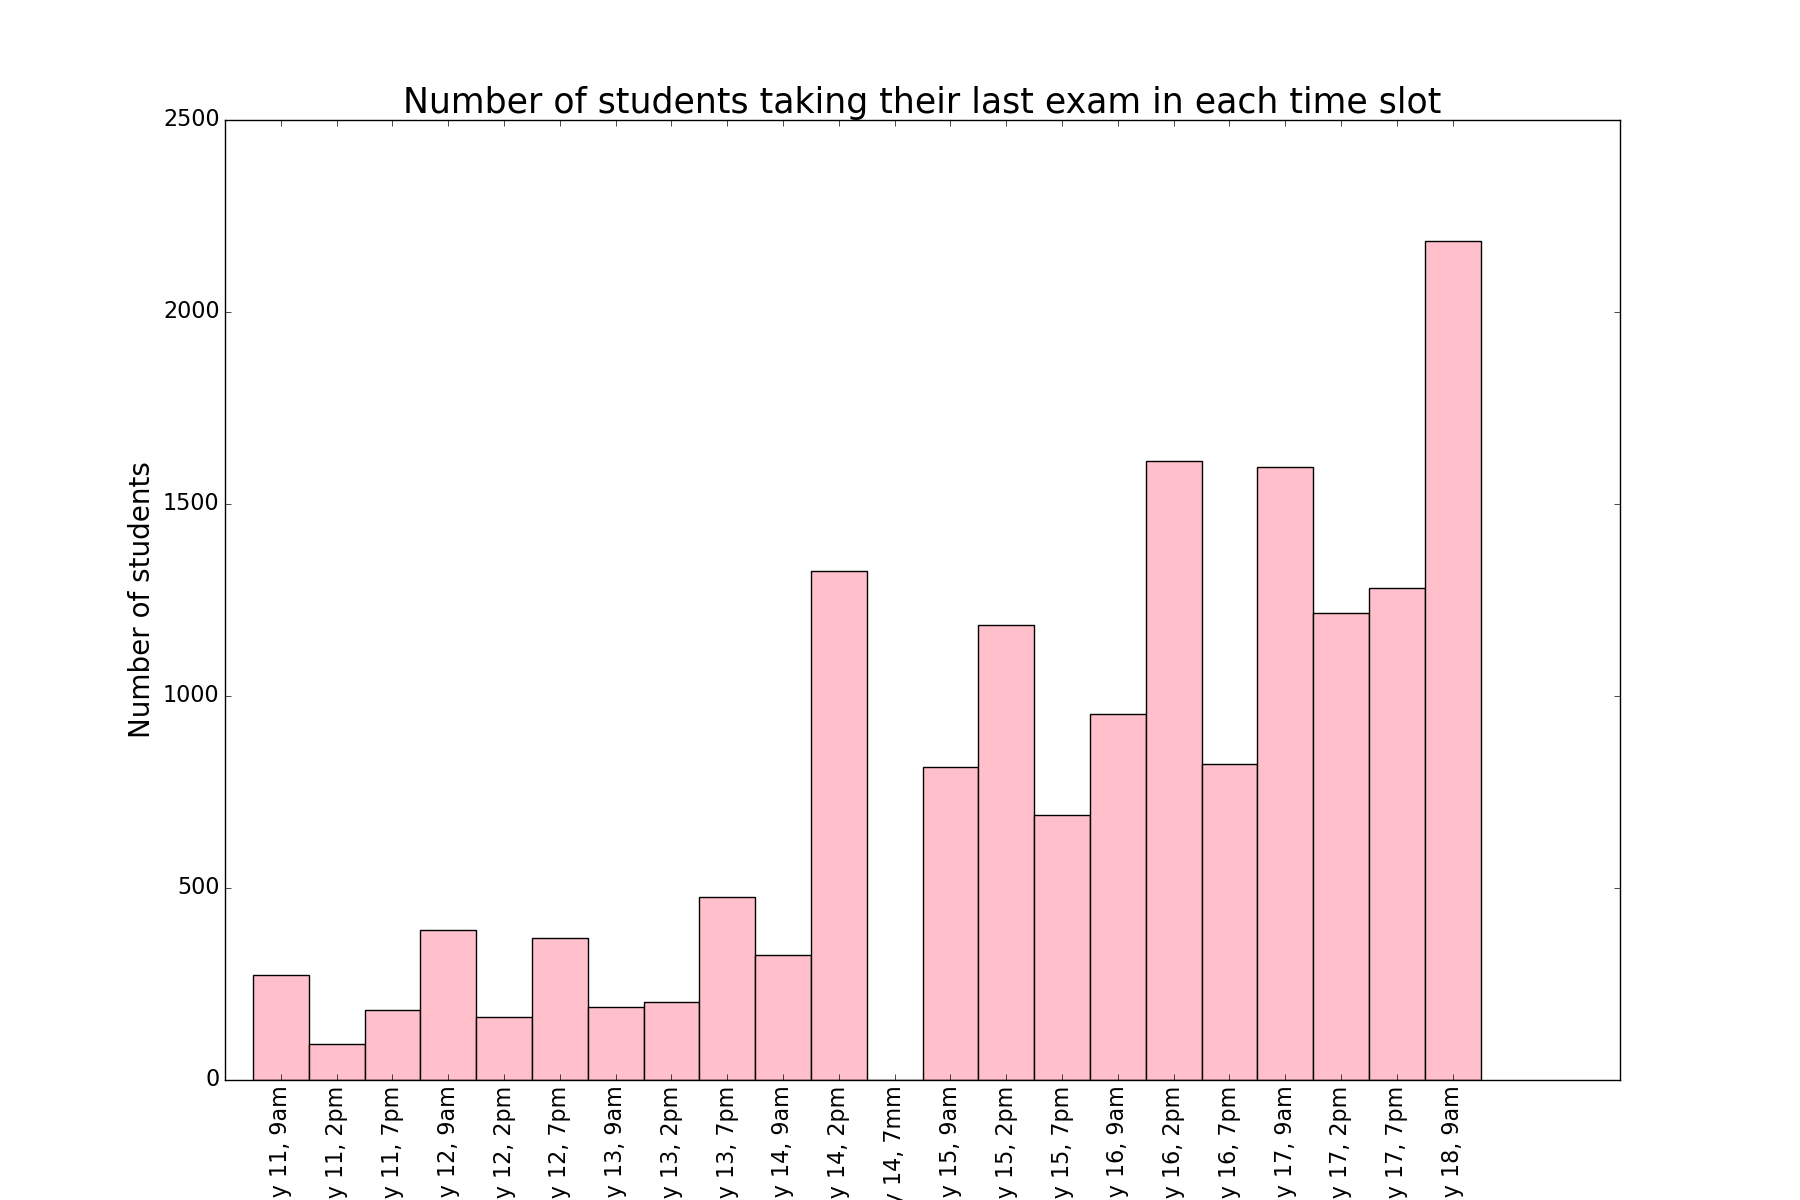 Number of students taking their last exam in each time slot
Number of students
2500
2000
1500
1000
500
0
y 11, 9am
y 11, 2pm
y 11, 7pm
y 12, 9am
y 12, 2pm
y 12, 7pm
y 13, 9am
y 13, 2pm
y 13, 7pm
y 14, 9am
y 14, 2pm
y 14, 7mm
y 15, 9am
y 15, 2pm
y 15, 7pm
y 16, 9am
y 16, 2pm
y 16, 7pm
y 17, 9am
y 17, 2pm
y 17, 7pm
y 18, 9am